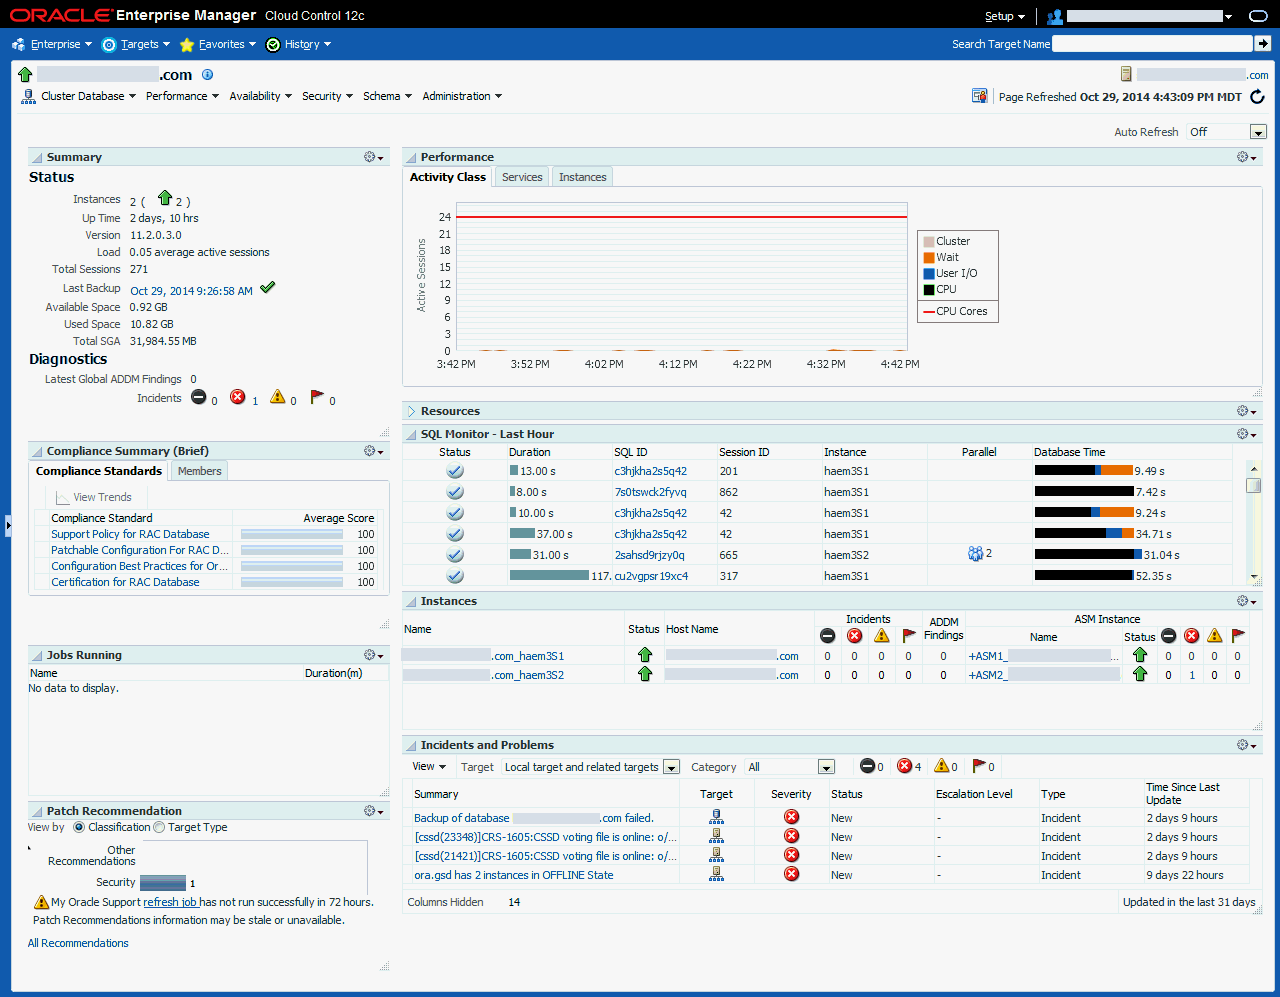 ORACLE Enterprise Manager Cloud Control 12c
Setup
Enterprise Targets Favorites History
Search Target Name
.com
.com
Cluster Database Performance Availability Security Schema Administration
Page Refreshed Oct 29, 2014 4:43:09 PM MDT
Auto Refresh Off
Summary
Status
Instances 2 ( 2 )
Up Time 2 days, 10 hrs
Version 11.2.0.3.0
Load 0.05 average active sessions
Total Sessions 271
Last Backup Oct 29, 2014 9:26:58 AM
Available Space 0.92 GB
Used Space 10.82 GB
Total SGA 31,984.55 MB
Diagnostics
Latest Global ADDM Findings 0
Incidents 0 1 0 0
Compliance Summary (Brief)
Compliance Standards Members
View Trends
Compliance Standard Average Score
Support Policy for RAC Database 100
Patchable Configuration For RAC D... 100
Configuration Best Practices for Or... 100
Certification for RAC Database 100
Jobs Running
Name Duration(m)
No data to display.
Patch Recommendation
View by Classification Target Type
Other
Recommendations
Security 1
My Oracle Support refresh job has not run successfully in 72 hours.
Patch Recommendations information may be stale or unavailable.
All Recommendations
Performance
Activity Class Services Instances
Active Sessions
24
21
18
15
12
9
6
3
0
3:42 PM 3:52 PM 4:02 PM 4:12 PM 4:22 PM 4:32 PM 4:42 PM
Cluster
Wait
User I/O
CPU
CPU Cores
Resources
SQL Monitor - Last Hour
Status Duration SQL ID Session ID Instance Parallel Database Time
13.00 s c3hjkha2s5q42 201 haem3S1 9.49 s
8.00 s 7s0tswck2fyvq 862 haem3S1 7.42 s
10.00 s c3hjkha2s5q42 42 haem3S1 9.24 s
37.00 s c3hjkha2s5q42 42 haem3S1 34.71 s
31.00 s 2sahsd9rjzy0q 665 haem3S2 2 31.04 s
117. cu2vgpsr19xc4 317 haem3S1 52.35 s
Instances
Name Status Host Name Incidents ADDM Findings ASM Instance
Name Status
.com_haem3S1 .com 0 0 0 0 0 +ASM1_ ... 0 0 0 0
.com_haem3S2 .com 0 0 0 0 0 +ASM2_ 0 1 0 0
Incidents and Problems
View Target Local target and related targets Category All 0 4 0 0
Summary Target Severity Status Escalation Level Type Time Since Last Update
Backup of database .com failed. New - Incident 2 days 9 hours
[cssd(23348)]CRS-1605:CSSD voting file is online: o/... New - Incident 2 days 9 hours
[cssd(21421)]CRS-1605:CSSD voting file is online: o/... New - Incident 2 days 9 hours
ora.gsd has 2 instances in OFFLINE State New - Incident 9 days 22 hours
Columns Hidden 14 Updated in the last 31 days